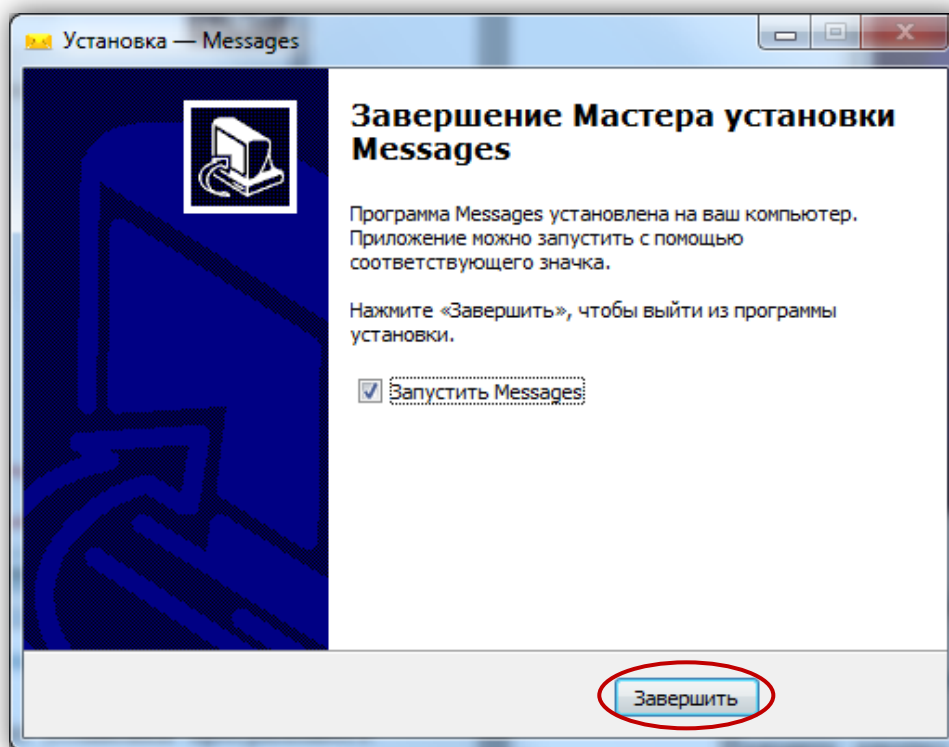 Установка — Messages
Завершение Мастера установки
Messages
Программа Messages установлена на ваш компьютер.
Приложение можно запустить с помощью
соответствующего значка.
Нажмите «Завершить», чтобы выйти из программы
установки.
Запустить Messages
Завершить